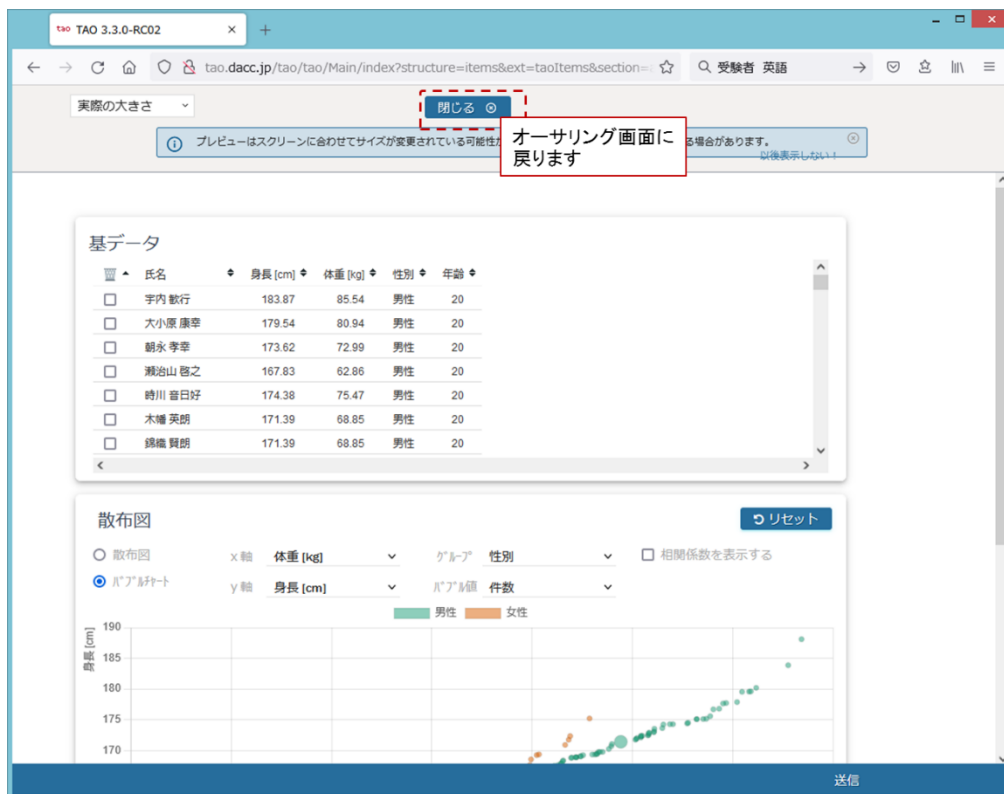 tao TAO 3.3.0-RC02
tao.dacc.jp/tao/tao/Main/index?structure=items&ext=taoItems&section=
受験者 英語
実際の大きさ
閉じる
プレビューはスクリーンに合わせてサイズが変更されている可能性が
る場合があります。
以後表示しない!
オーサリング画面に
戻ります
基データ
氏名 身長 [cm] 体重 [kg] 性別 年齢
宇内 歓行 183.87 85.54 男性 20
大小原 康幸 179.54 80.94 男性 20
朝永 孝幸 173.62 72.99 男性 20
瀬治山 啓之 167.83 62.86 男性 20
時川 音日好 174.38 75.47 男性 20
木幡 英朗 171.39 68.85 男性 20
錦織 賢朗 171.39 68.85 男性 20
散布図
リセット
散布図 x 軸 体重 [kg] グループ 性別 相関係数を表示する
バブルチャート y 軸 身長 [cm] バブル値 件数
男性 女性
身長 [cm]
190
185
180
175
170
送信